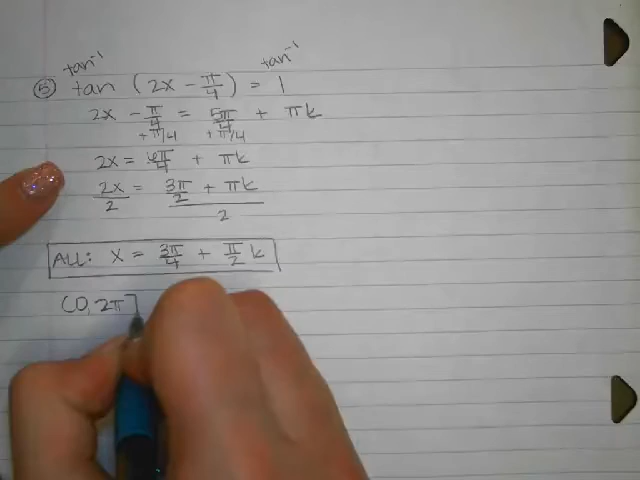 tan⁻¹ tan⁻¹
⑤ tan (2x - π/4) = 1
2x - π/4 = 5π/4 + πk
+π/4 +π/4
2x = 6π/4 + πk
2x/2 = (3π/2 + πk)/2
ALL: x = 3π/4 + π/2 k
(0, 2π]